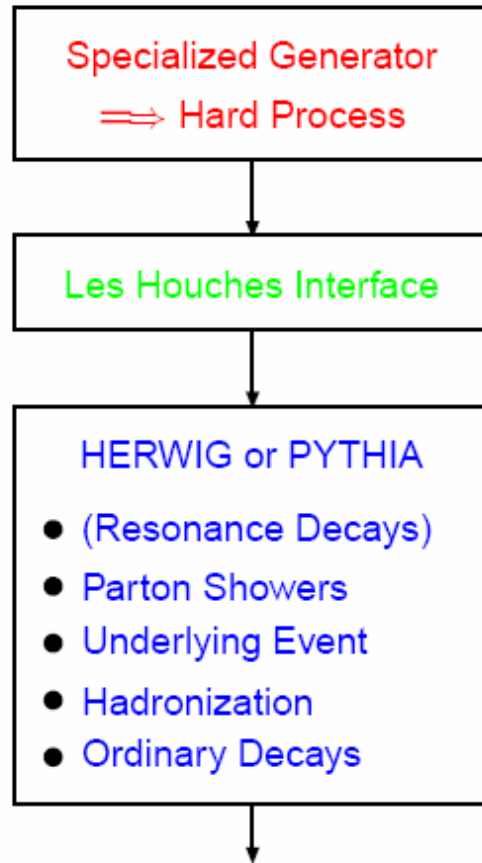 Specialized Generator
⟹ Hard Process
Les Houches Interface
HERWIG or PYTHIA
● (Resonance Decays)
● Parton Showers
● Underlying Event
● Hadronization
● Ordinary Decays